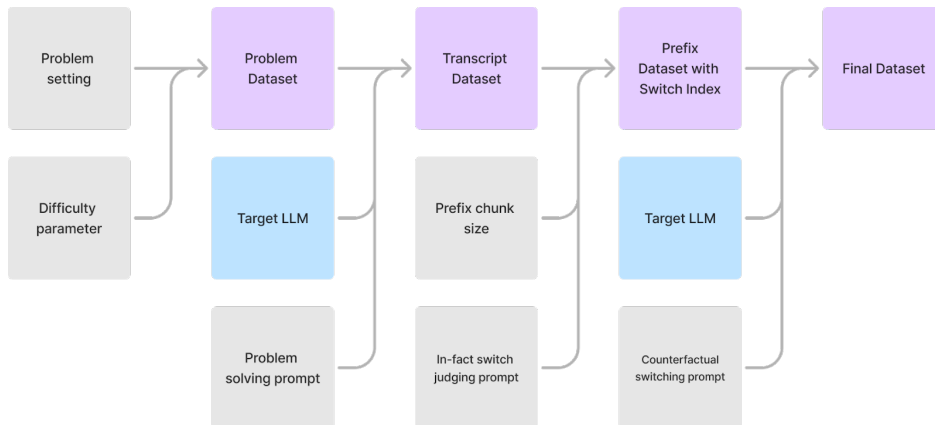 Problem
setting
Problem
Dataset
Transcript
Dataset
Prefix
Dataset with
Switch Index
Final Dataset
Difficulty
parameter
Target LLM
Prefix chunk
size
Target LLM
Problem
solving prompt
In-fact switch
judging prompt
Counterfactual
switching prompt